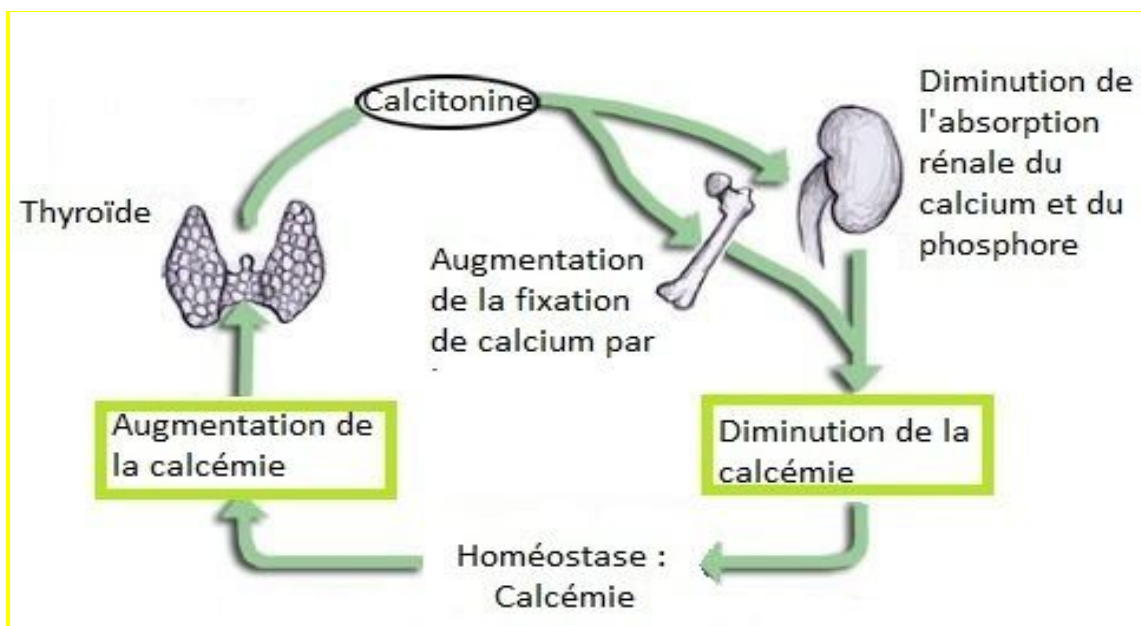 Calcitonine
Thyroïde
Diminution de
l'absorption
rénale du
calcium et du
phosphore
Augmentation
de la fixation
de calcium par
Augmentation de
la calcémie
Diminution de la
calcémie
Homéostase :
Calcémie